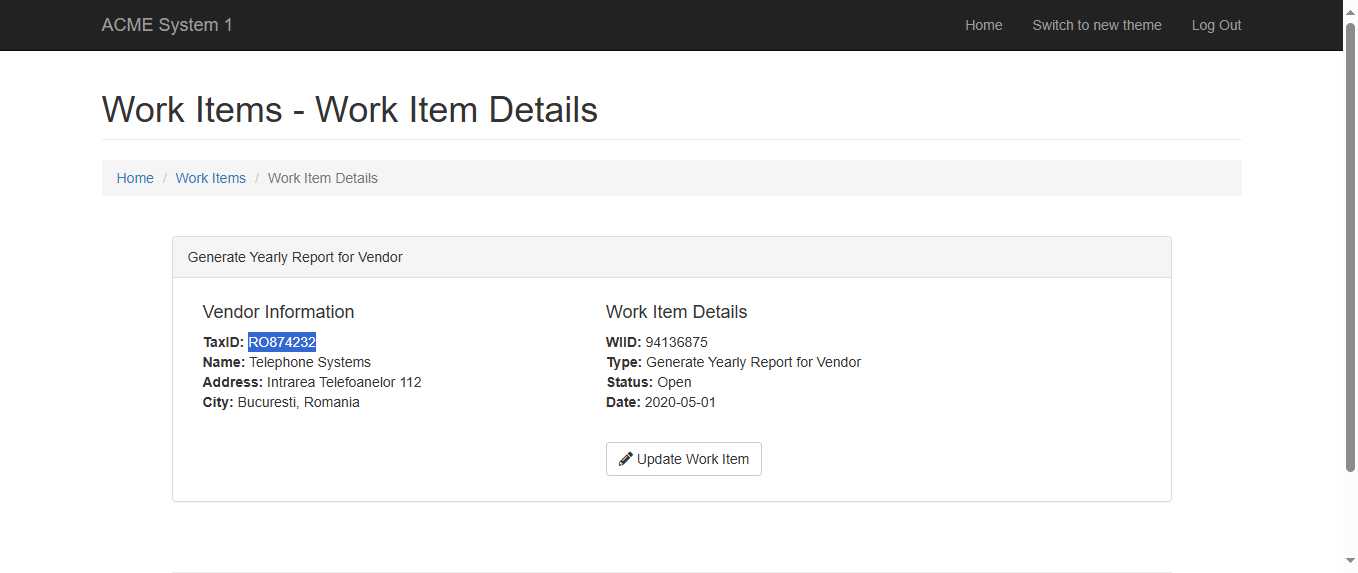 ACME System 1 Home Switch to new theme Log Out
Work Items - Work Item Details
Home / Work Items / Work Item Details
Generate Yearly Report for Vendor
Vendor Information
TaxID: RO874232
Name: Telephone Systems
Address: Intrarea Telefoanelor 112
City: Bucuresti, Romania
Work Item Details
WIID: 94136875
Type: Generate Yearly Report for Vendor
Status: Open
Date: 2020-05-01
Update Work Item